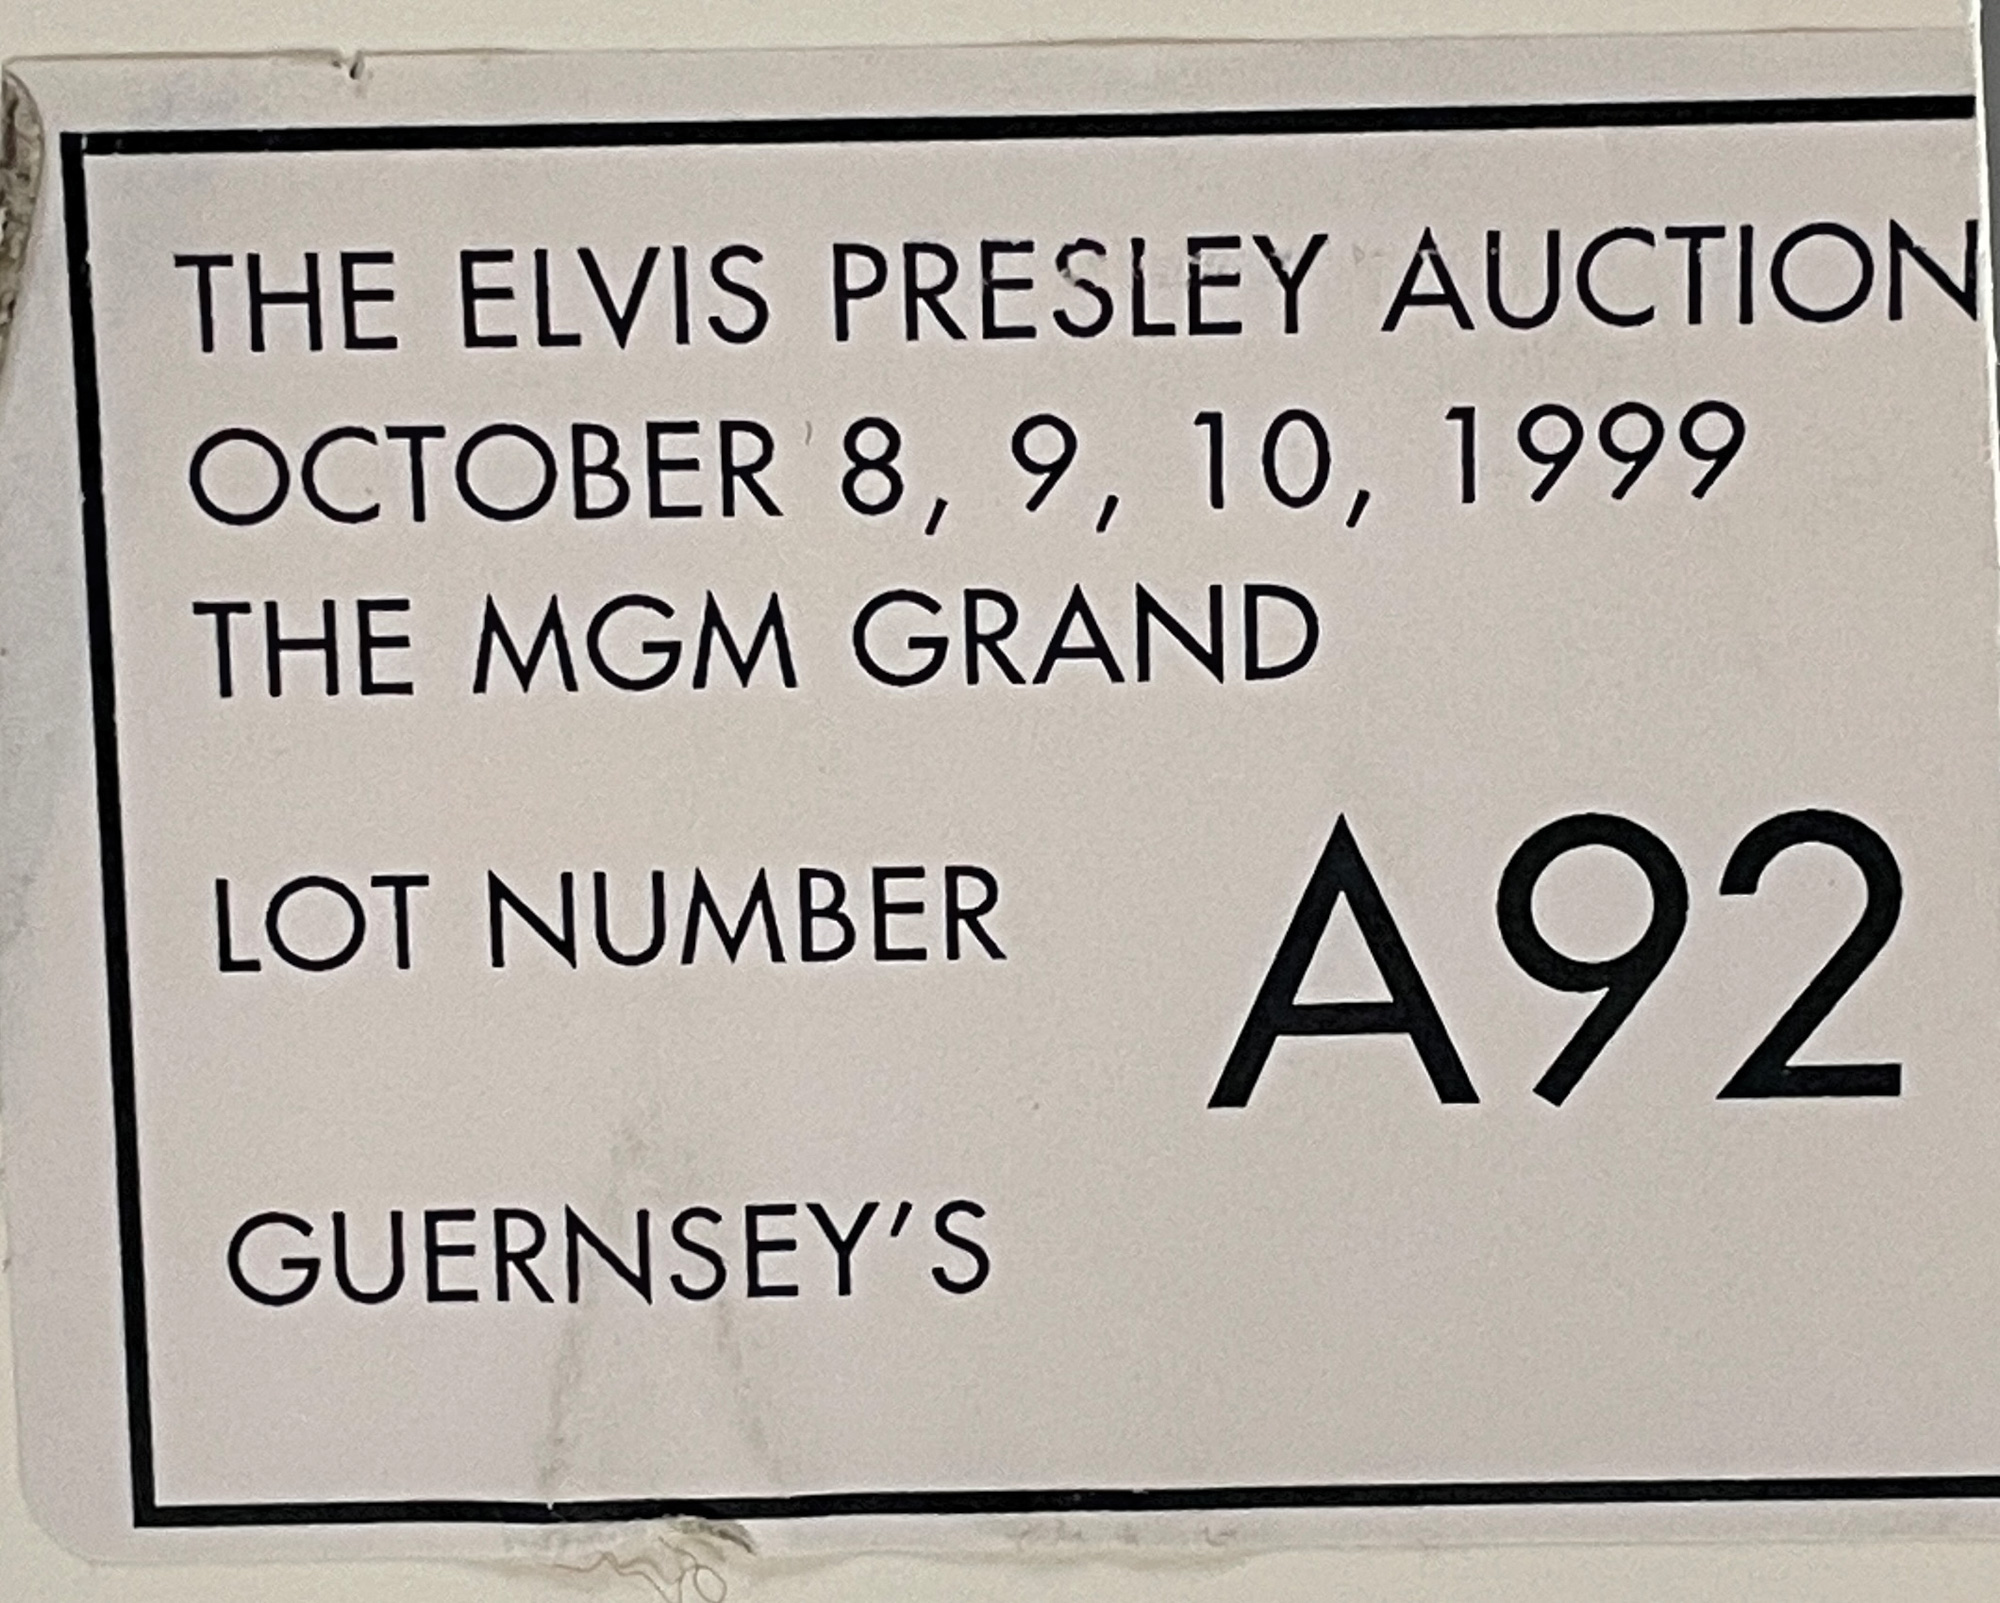 THE ELVIS PRESLEY AUCTION
OCTOBER 8, 9, 10, 1999
THE MGM GRAND
LOT NUMBER A92
GUERNSEY'S